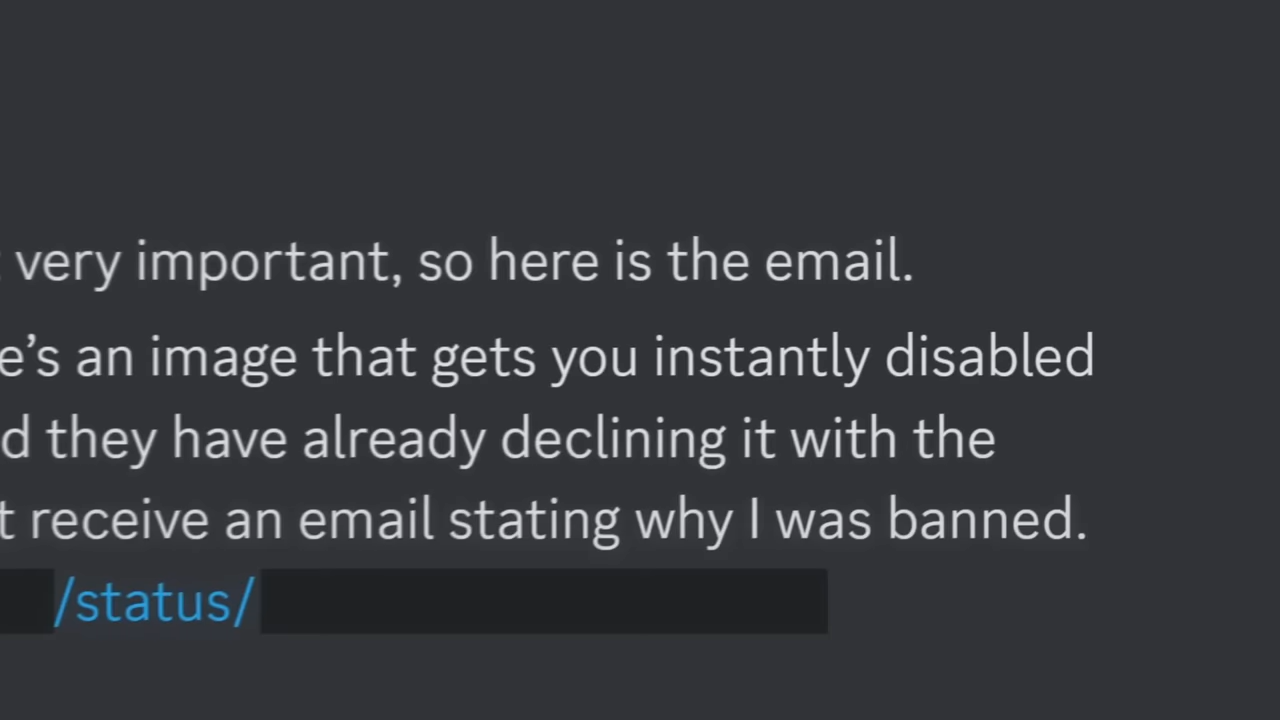 very important, so here is the email.
e’s an image that gets you instantly disabled
d they have already declining it with the
t receive an email stating why I was banned.
/status/